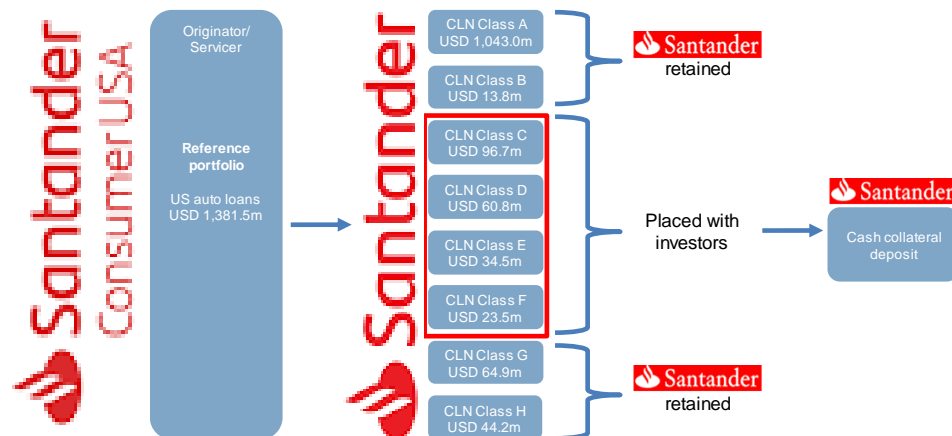 Santander
Consumer USA
Originator/
Servicer
Reference
portfolio
US auto loans
USD 1,381.5m
Santander
CLN Class A
USD 1,043.0m
CLN Class B
USD 13.8m
CLN Class C
USD 96.7m
CLN Class D
USD 60.8m
CLN Class E
USD 34.5m
CLN Class F
USD 23.5m
CLN Class G
USD 64.9m
CLN Class H
USD 44.2m
Santander
retained
Placed with
investors
Santander
retained
Santander
Cash collateral
deposit